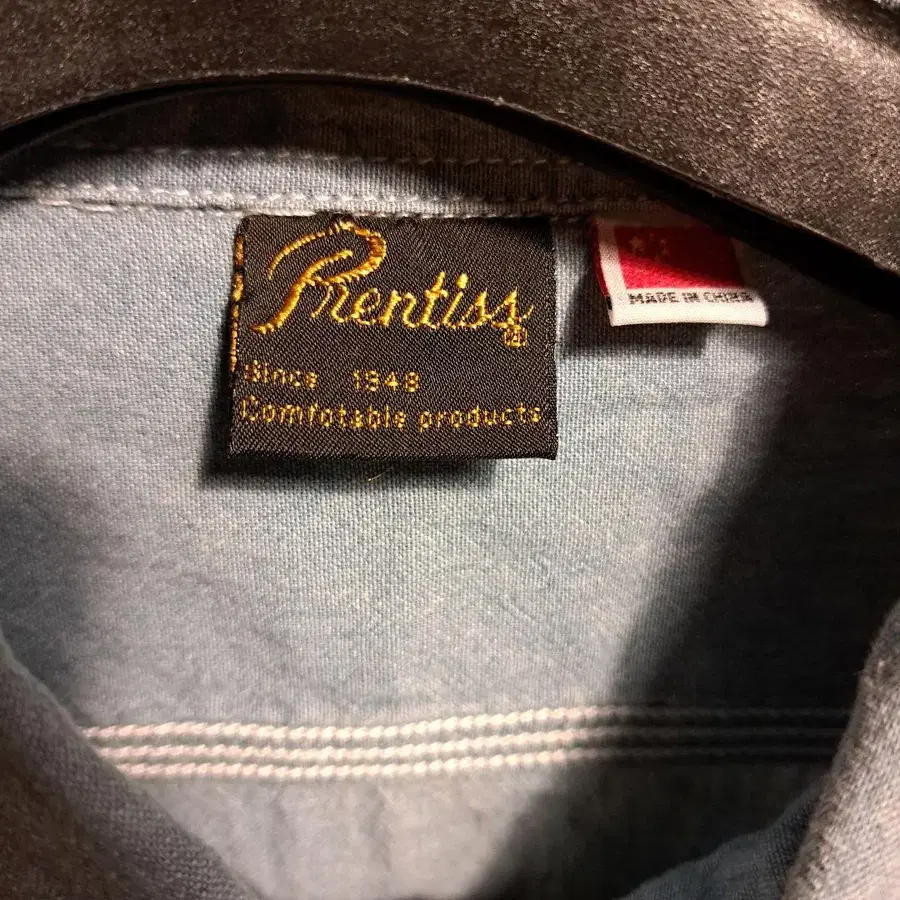 Prentiss
Since 1948
Comfotable products
MADE IN CHINA